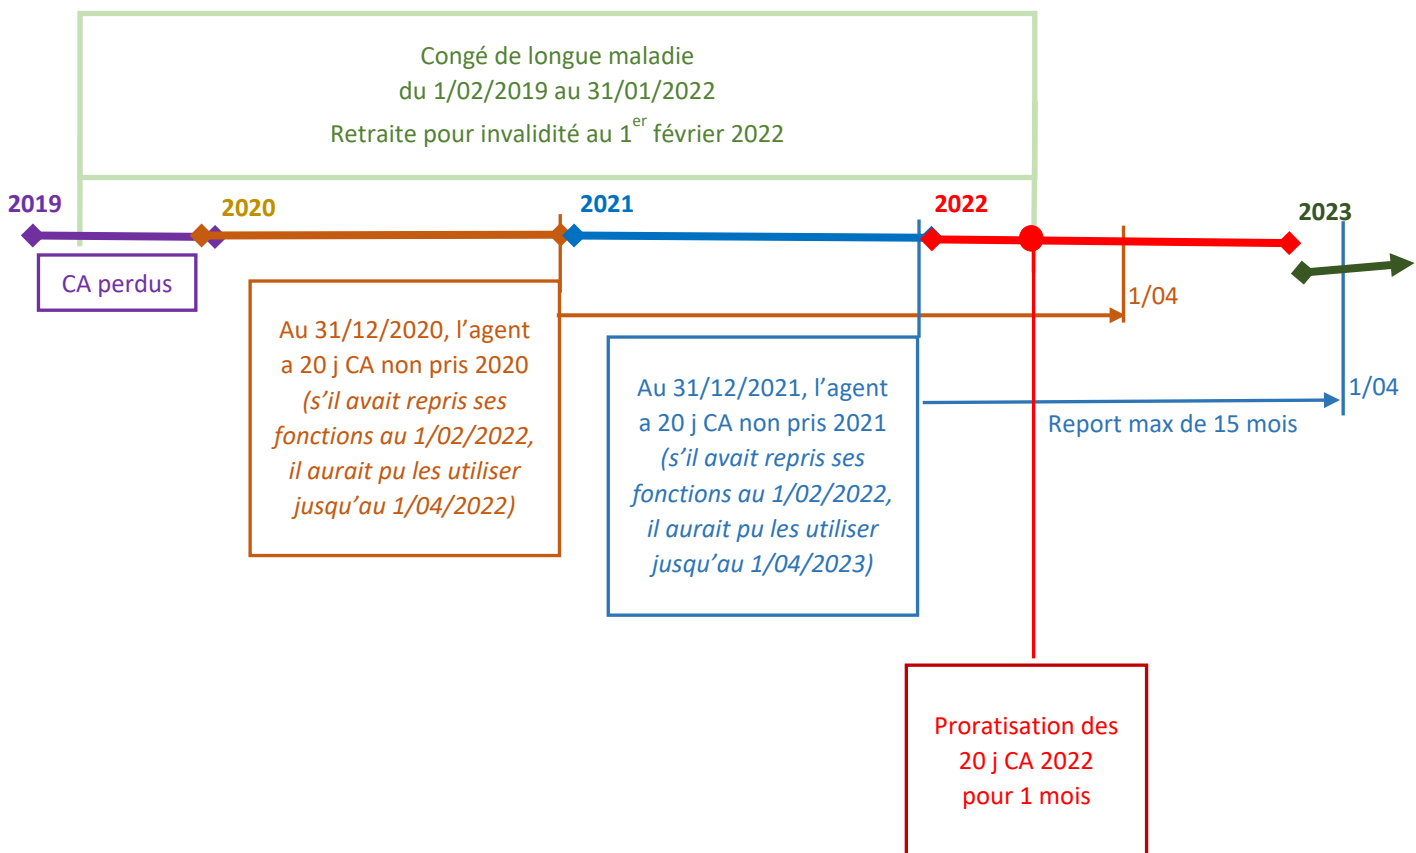 Congé de longue maladie
du 1/02/2019 au 31/01/2022
Retraite pour invalidité au 1er février 2022
2019
2020
2021
2022
2023
CA perdus
Au 31/12/2020, l’agent
a 20 j CA non pris 2020
(s’il avait repris ses
fonctions au 1/02/2022,
il aurait pu les utiliser
jusqu’au 1/04/2022)
1/04
Au 31/12/2021, l’agent
a 20 j CA non pris 2021
(s’il avait repris ses
fonctions au 1/02/2022,
il aurait pu les utiliser
jusqu’au 1/04/2023)
1/04
Report max de 15 mois
Proratisation des
20 j CA 2022
pour 1 mois